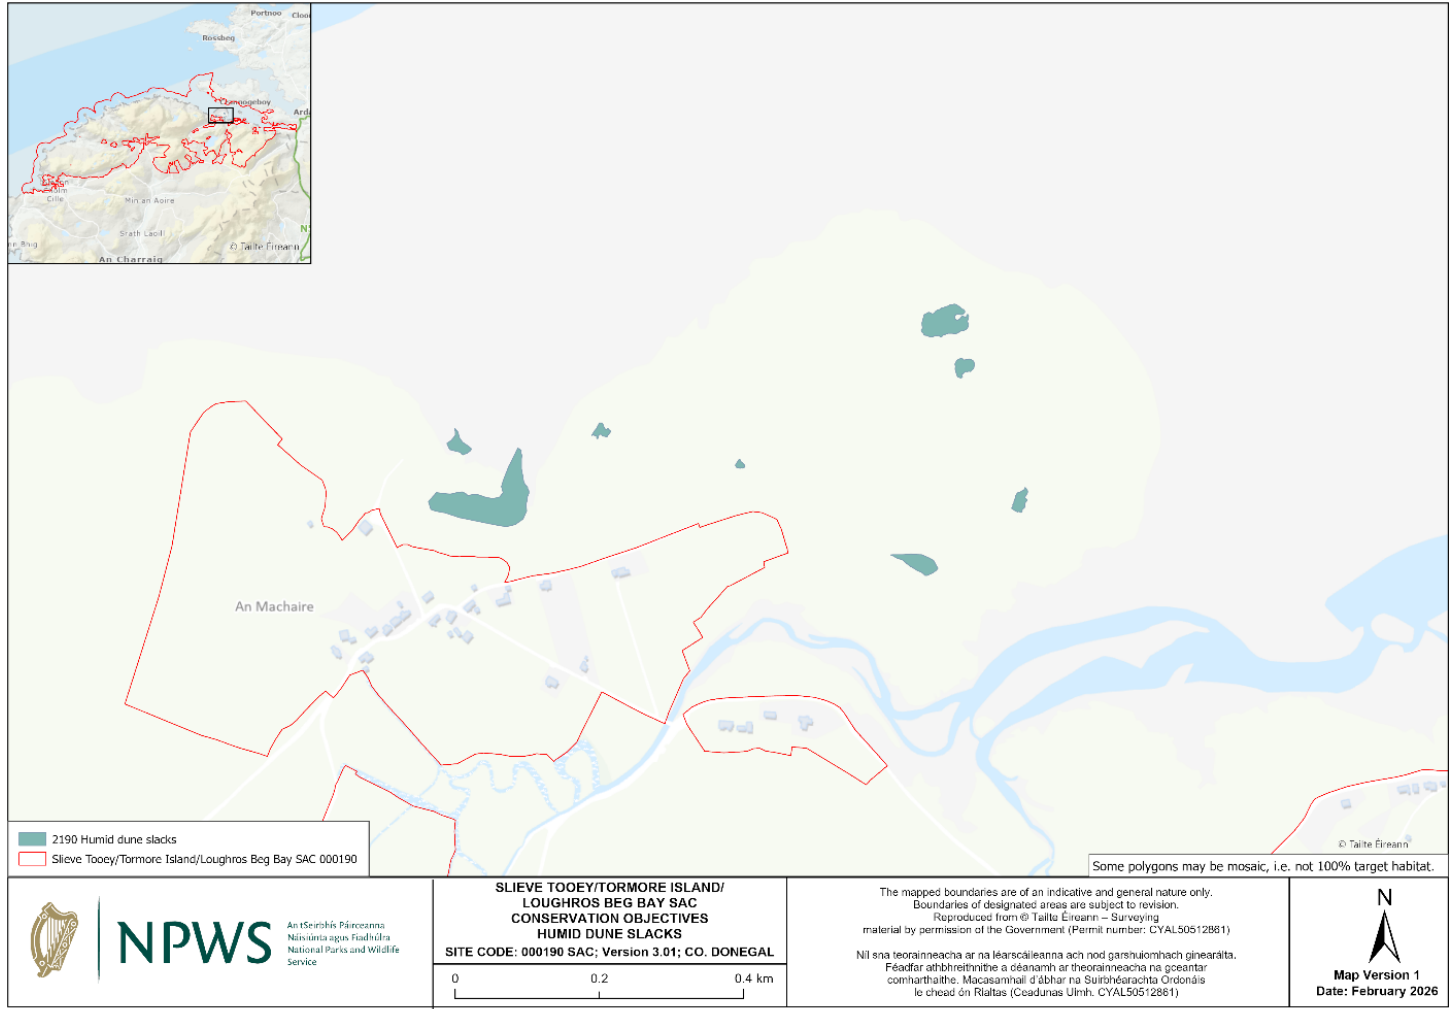 Portnoo
Rossbeg
Min an Aoire
Srath Laoill
© Tailte Éireann
An Charraig
An Machaire
2190 Humid dune slacks
Slieve Tooey/Tormore Island/Loughros Beg Bay SAC 000190
© Tailte Éireann
Some polygons may be mosaic, i.e. not 100% target habitat.
NPWS
An tSeirbhís Páirceanna
Náisiúnta agus Fiadhúlra
National Parks and Wildlife
Service
SLIEVE TOOEY/TORMORE ISLAND/
LOUGHROS BEG BAY SAC
CONSERVATION OBJECTIVES
HUMID DUNE SLACKS
SITE CODE: 000190 SAC; Version 3.01; CO. DONEGAL
0 0.2 0.4 km
The mapped boundaries are of an indicative and general nature only.
Boundaries of designated areas are subject to revision.
Reproduced from © Tailte Éireann – Surveying
material by permission of the Government (Permit number: CYAL50512861)
Níl sna teorainneacha ar na léarscáileanna ach nod garshuíomhach ginearálta.
Féadfar athbhreithnithe a déanamh ar theorainneacha na gceantar
comharthaithe. Macasamhail d'ábhar na Suirbhéarachta Ordonáis
le chead ón Rialtas (Ceadunas Uimh. CYAL50512861)
N
Map Version 1
Date: February 2026